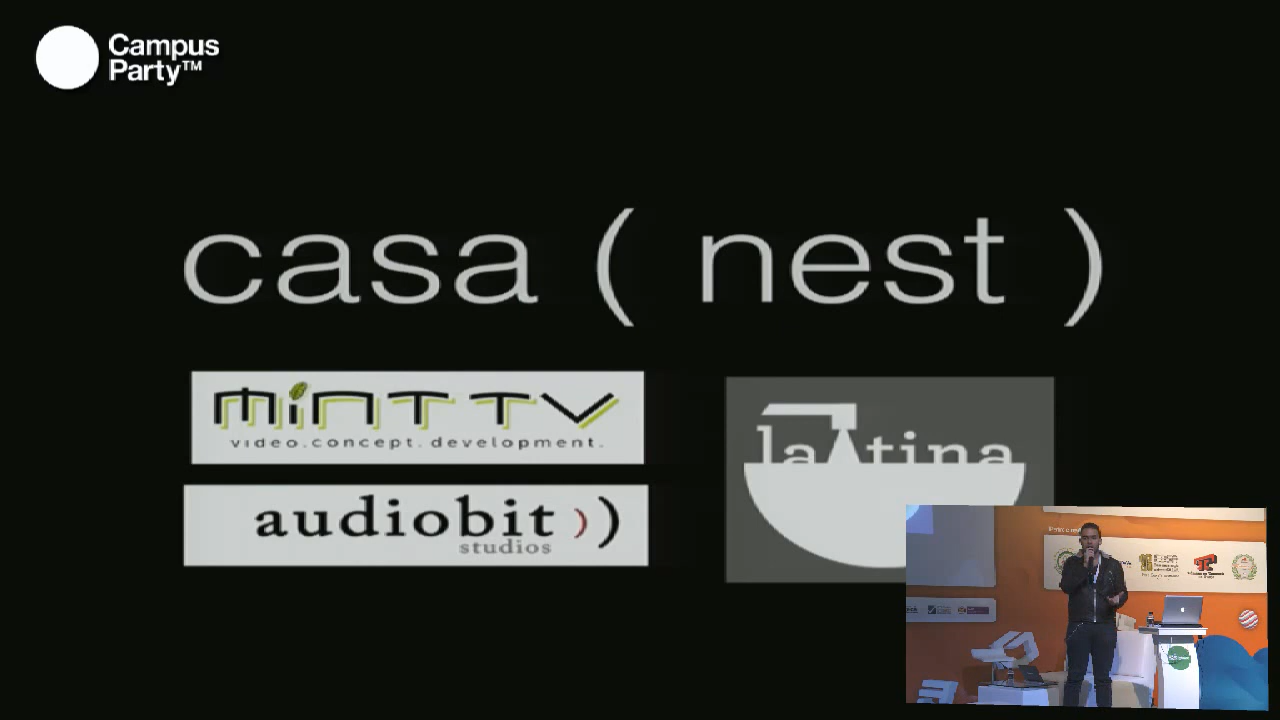 Campus
Party™
casa ( nest )
MINT TV
video.concept.development.
la tina
audiobit ))
studios